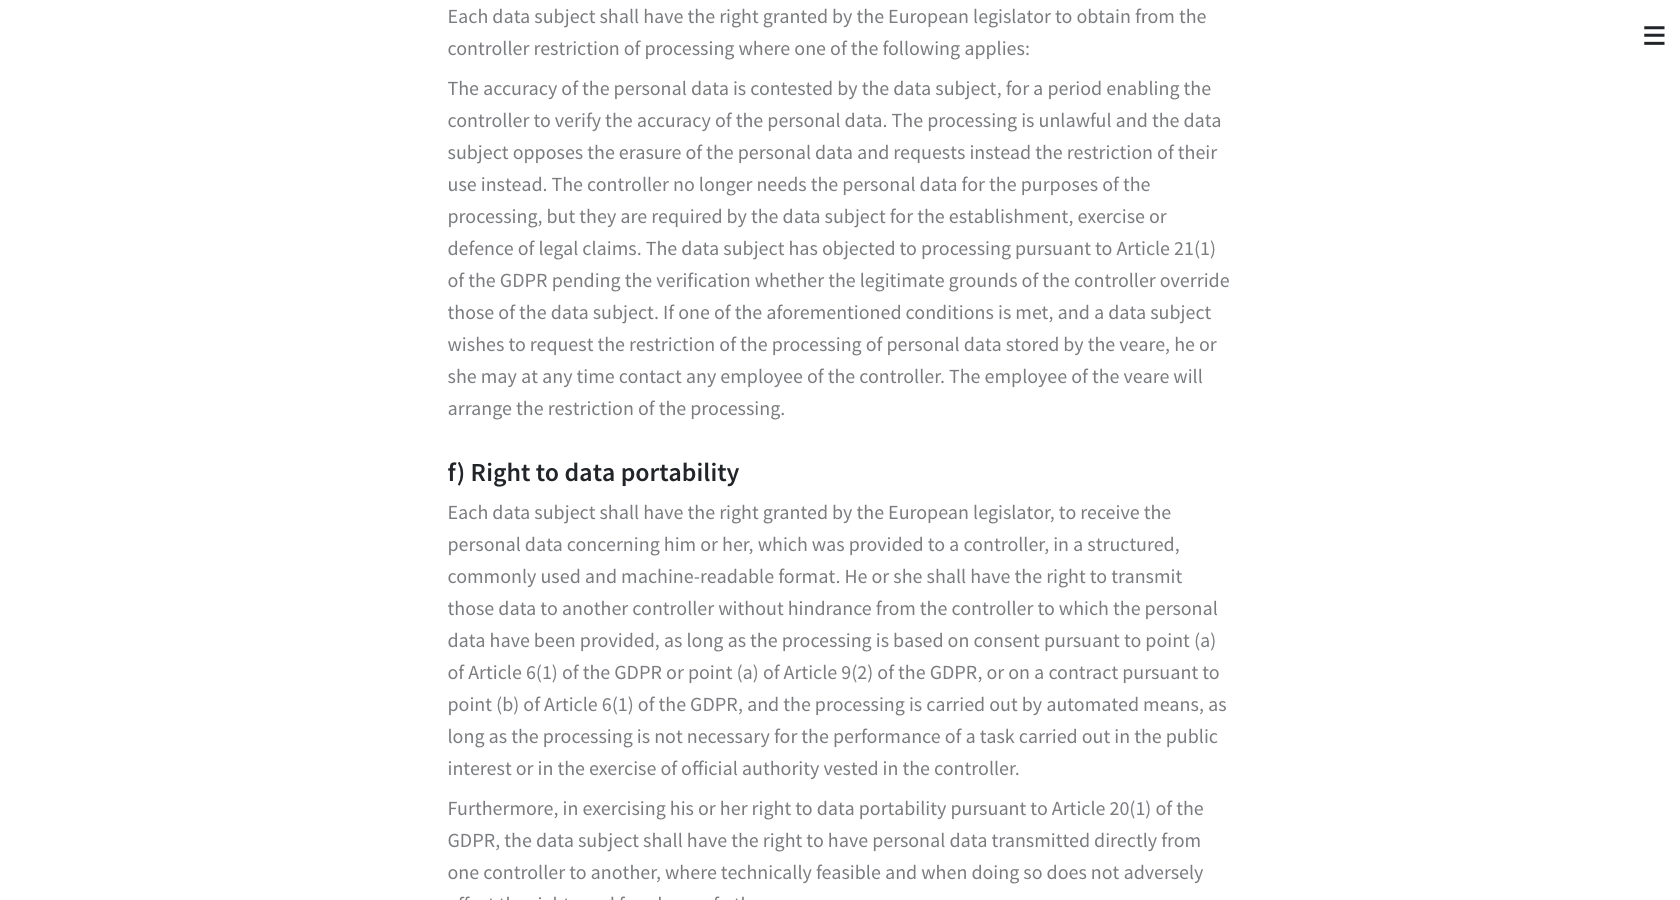 Each data subject shall have the right granted by the European legislator to obtain from the
controller restriction of processing where one of the following applies:
The accuracy of the personal data is contested by the data subject, for a period enabling the
controller to verify the accuracy of the personal data. The processing is unlawful and the data
subject opposes the erasure of the personal data and requests instead the restriction of their
use instead. The controller no longer needs the personal data for the purposes of the
processing, but they are required by the data subject for the establishment, exercise or
defence of legal claims. The data subject has objected to processing pursuant to Article 21(1)
of the GDPR pending the verification whether the legitimate grounds of the controller override
those of the data subject. If one of the aforementioned conditions is met, and a data subject
wishes to request the restriction of the processing of personal data stored by the veare, he or
she may at any time contact any employee of the controller. The employee of the veare will
arrange the restriction of the processing.
f) Right to data portability
Each data subject shall have the right granted by the European legislator, to receive the
personal data concerning him or her, which was provided to a controller, in a structured,
commonly used and machine-readable format. He or she shall have the right to transmit
those data to another controller without hindrance from the controller to which the personal
data have been provided, as long as the processing is based on consent pursuant to point (a)
of Article 6(1) of the GDPR or point (a) of Article 9(2) of the GDPR, or on a contract pursuant to
point (b) of Article 6(1) of the GDPR, and the processing is carried out by automated means, as
long as the processing is not necessary for the performance of a task carried out in the public
interest or in the exercise of official authority vested in the controller.
Furthermore, in exercising his or her right to data portability pursuant to Article 20(1) of the
GDPR, the data subject shall have the right to have personal data transmitted directly from
one controller to another, where technically feasible and when doing so does not adversely